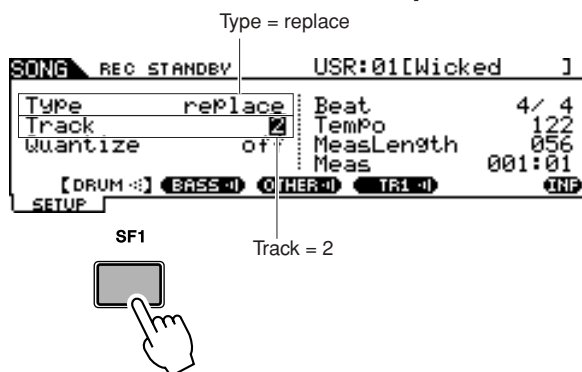 Type = replace
SONG REC STANDBY USR:01[Wicked ]
Type replace Beat 4/ 4
Track 2 Tempo 122
Quantize off MeasLength 056
Meas 001:01
[DRUM] BASS OTHER TR1 INP
SETUP
SF1
Track = 2